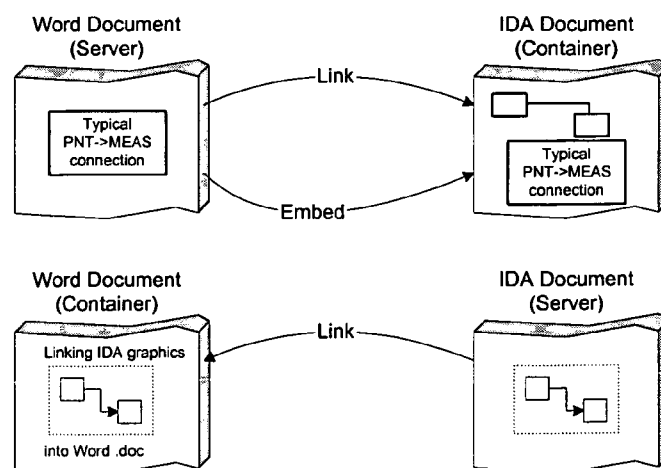 Word Document
(Server)
IDA Document
(Container)
Link
Typical
PNT->MEAS
connection
Typical
PNT->MEAS
connection
Embed
Word Document
(Container)
IDA Document
(Server)
Link
Linking IDA graphics
into Word .doc